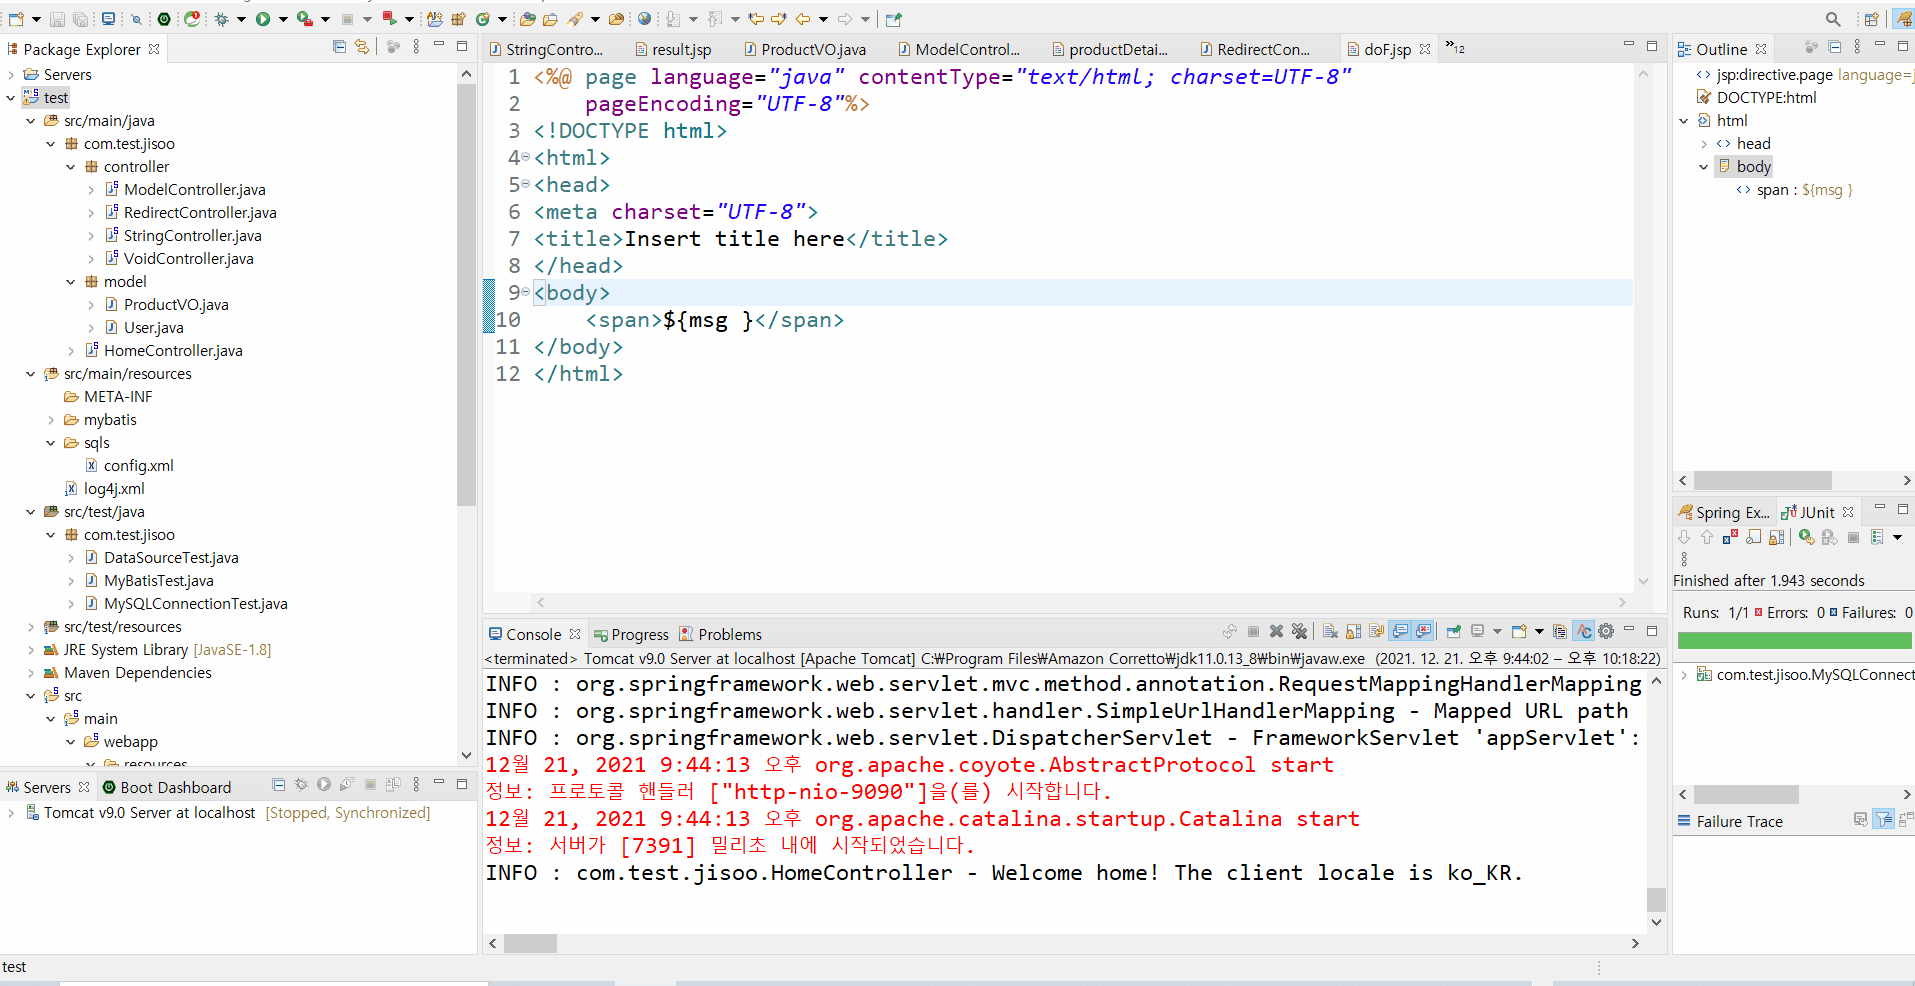 Package Explorer
Servers
test
src/main/java
com.test.jisoo
controller
ModelController.java
RedirectController.java
StringController.java
VoidController.java
model
ProductVO.java
User.java
HomeController.java
src/main/resources
META-INF
mybatis
sqls
config.xml
log4j.xml
src/test/java
com.test.jisoo
DataSourceTest.java
MyBatisTest.java
MySQLConnectionTest.java
src/test/resources
JRE System Library [JavaSE-1.8]
Maven Dependencies
src
main
webapp
resources
Servers Boot Dashboard
Tomcat v9.0 Server at localhost [Stopped, Synchronized]
test
StringContro... result.jsp ProductVO.java ModelControl... productDetai... RedirectCon... doF.jsp »12
1 <%@ page language="java" contentType="text/html; charset=UTF-8"
2 pageEncoding="UTF-8"%>
3 <!DOCTYPE html>
4 <html>
5 <head>
6 <meta charset="UTF-8">
7 <title>Insert title here</title>
8 </head>
9 <body>
10 <span>${msg }</span>
11 </body>
12 </html>
Console Progress Problems
<terminated> Tomcat v9.0 Server at localhost [Apache Tomcat] C:₩Program Files₩Amazon Corretto₩jdk11.0.13_8₩bin₩javaw.exe (2021. 12. 21. 오후 9:44:02 – 오후 10:18:22)
INFO : org.springframework.web.servlet.mvc.method.annotation.RequestMappingHandlerMapping
INFO : org.springframework.web.servlet.handler.SimpleUrlHandlerMapping - Mapped URL path
INFO : org.springframework.web.servlet.DispatcherServlet - FrameworkServlet 'appServlet':
12월 21, 2021 9:44:13 오후 org.apache.coyote.AbstractProtocol start
정보: 프로토콜 핸들러 ["http-nio-9090"]을(를) 시작합니다.
12월 21, 2021 9:44:13 오후 org.apache.catalina.startup.Catalina start
정보: 서버가 [7391] 밀리초 내에 시작되었습니다.
INFO : com.test.jisoo.HomeController - Welcome home! The client locale is ko_KR.
Outline
jsp:directive.page language=j
DOCTYPE:html
html
head
body
span : ${msg }
Spring Ex... JUnit
Finished after 1.943 seconds
Runs: 1/1 Errors: 0 Failures: 0
com.test.jisoo.MySQLConnect
Failure Trace